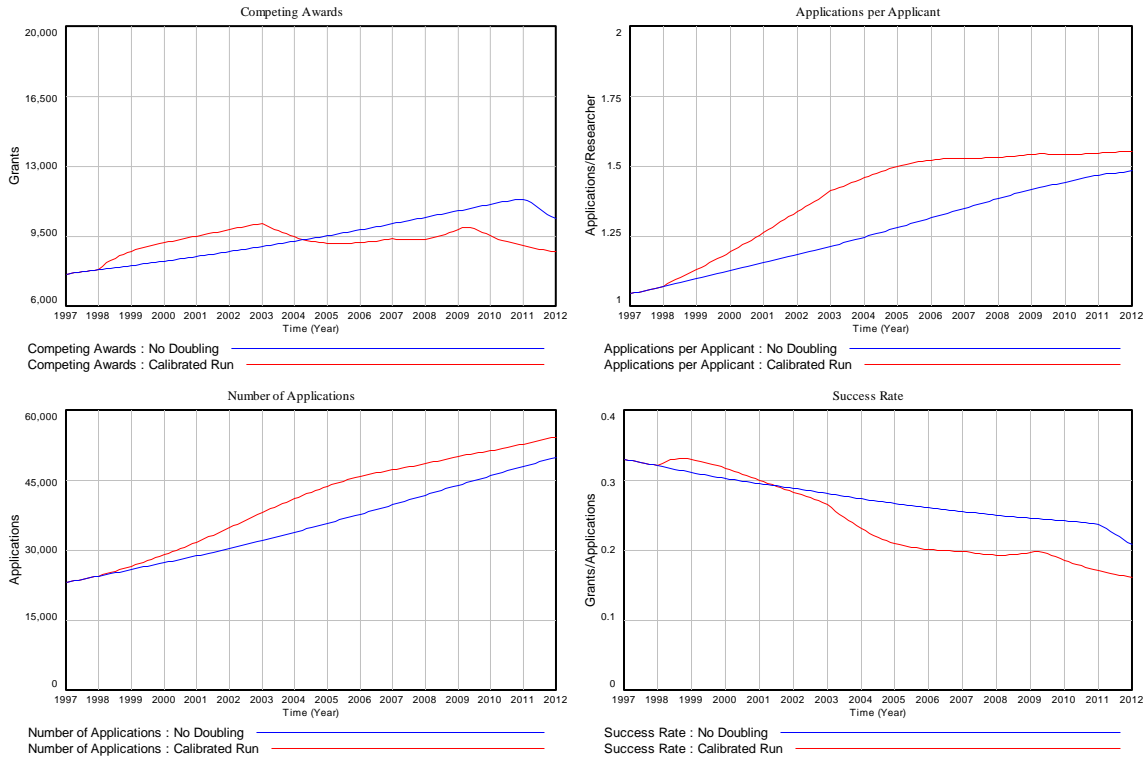 Competing Awards
20,000
16,500
13,000
9,500
6,000
Grants
1997 1998 1999 2000 2001 2002 2003 2004 2005 2006 2007 2008 2009 2010 2011 2012
Time (Year)
Competing Awards : No Doubling
Competing Awards : Calibrated Run
Applications per Applicant
2
1.75
1.5
1.25
1
Applications/Researcher
1997 1998 1999 2000 2001 2002 2003 2004 2005 2006 2007 2008 2009 2010 2011 2012
Time (Year)
Applications per Applicant : No Doubling
Applications per Applicant : Calibrated Run
Number of Applications
60,000
45,000
30,000
15,000
0
Applications
1997 1998 1999 2000 2001 2002 2003 2004 2005 2006 2007 2008 2009 2010 2011 2012
Time (Year)
Number of Applications : No Doubling
Number of Applications : Calibrated Run
Success Rate
0.4
0.3
0.2
0.1
0
Grants/Applications
1997 1998 1999 2000 2001 2002 2003 2004 2005 2006 2007 2008 2009 2010 2011 2012
Time (Year)
Success Rate : No Doubling
Success Rate : Calibrated Run